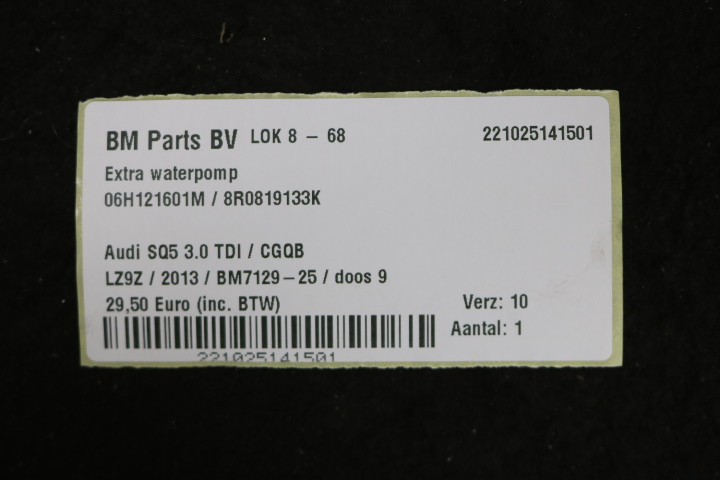 BM Parts BV LOK 8 – 68 221025141501
Extra waterpomp
06H121601M / 8R0819133K
Audi SQ5 3.0 TDI / CGQB
LZ9Z / 2013 / BM7129–25 / doos 9
29,50 Euro (inc. BTW) Verz: 10
Aantal: 1
221025141501